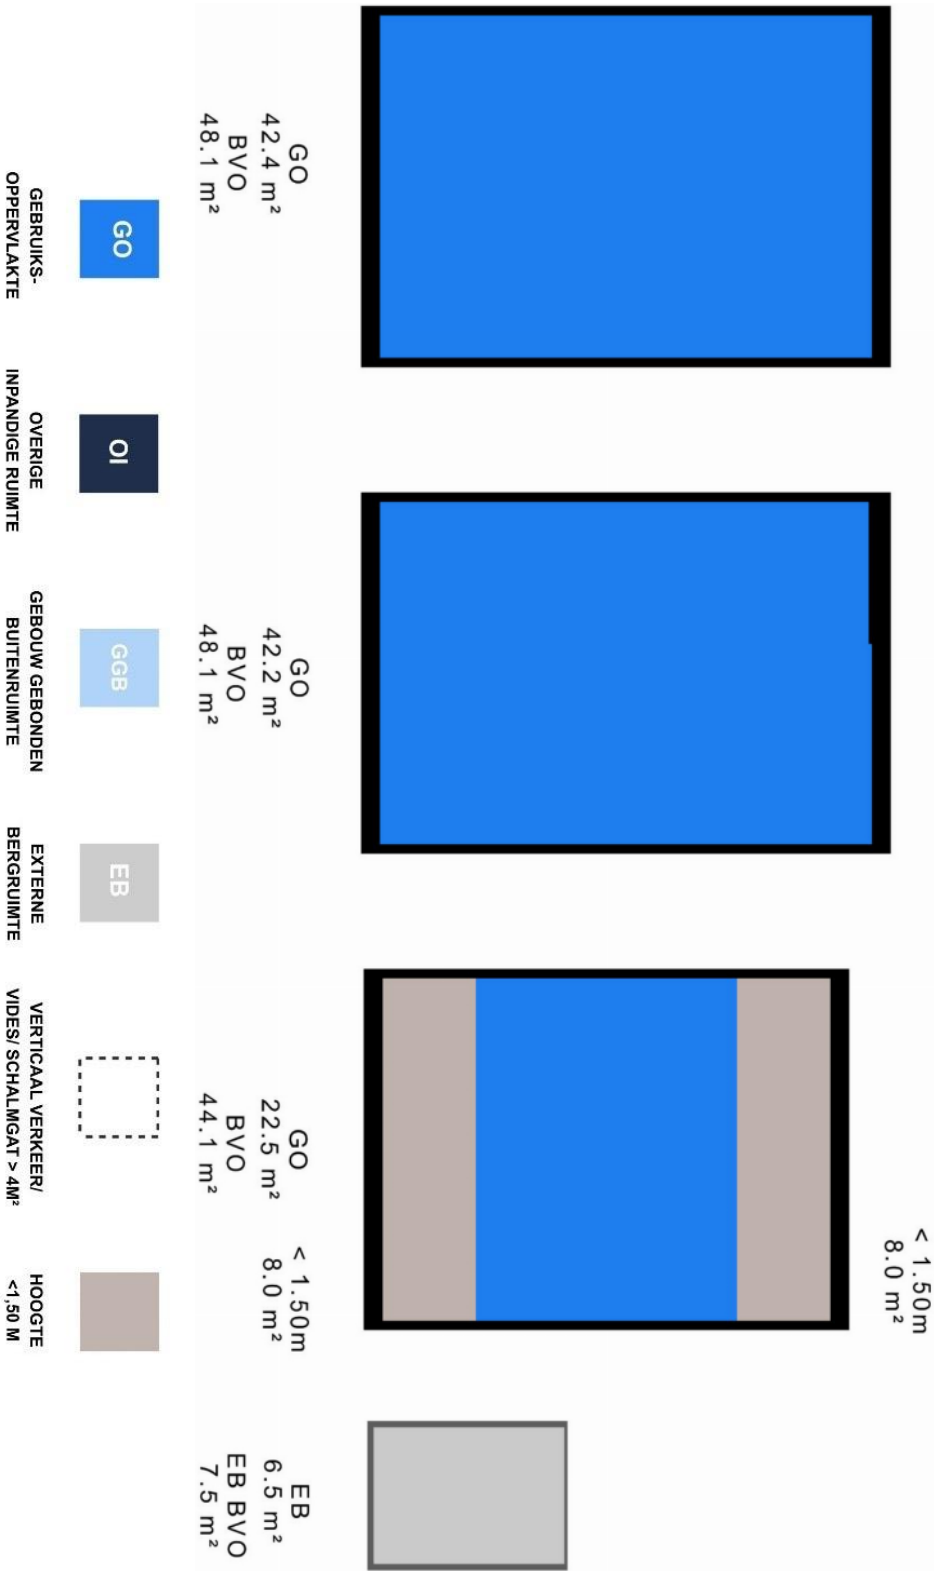 < 1.50m
8.0 m²
GO
42.4 m²
BVO
48.1 m²
GO
42.2 m²
BVO
48.1 m²
GO
22.5 m²
BVO
44.1 m²
< 1.50m
8.0 m²
EB
6.5 m²
EB BVO
7.5 m²
GO
GEBRUIKS-
OPPERVLAKTE
OI
OVERIGE
INPANDIGE RUIMTE
GGB
GEBOUW GEBONDEN
BUITENRUIMTE
EB
EXTERNE
BERGRUIMTE
VERTICAAL VERKEER/
VIDES/ SCHALMGAT > 4M²
HOOGTE
<1,50 M